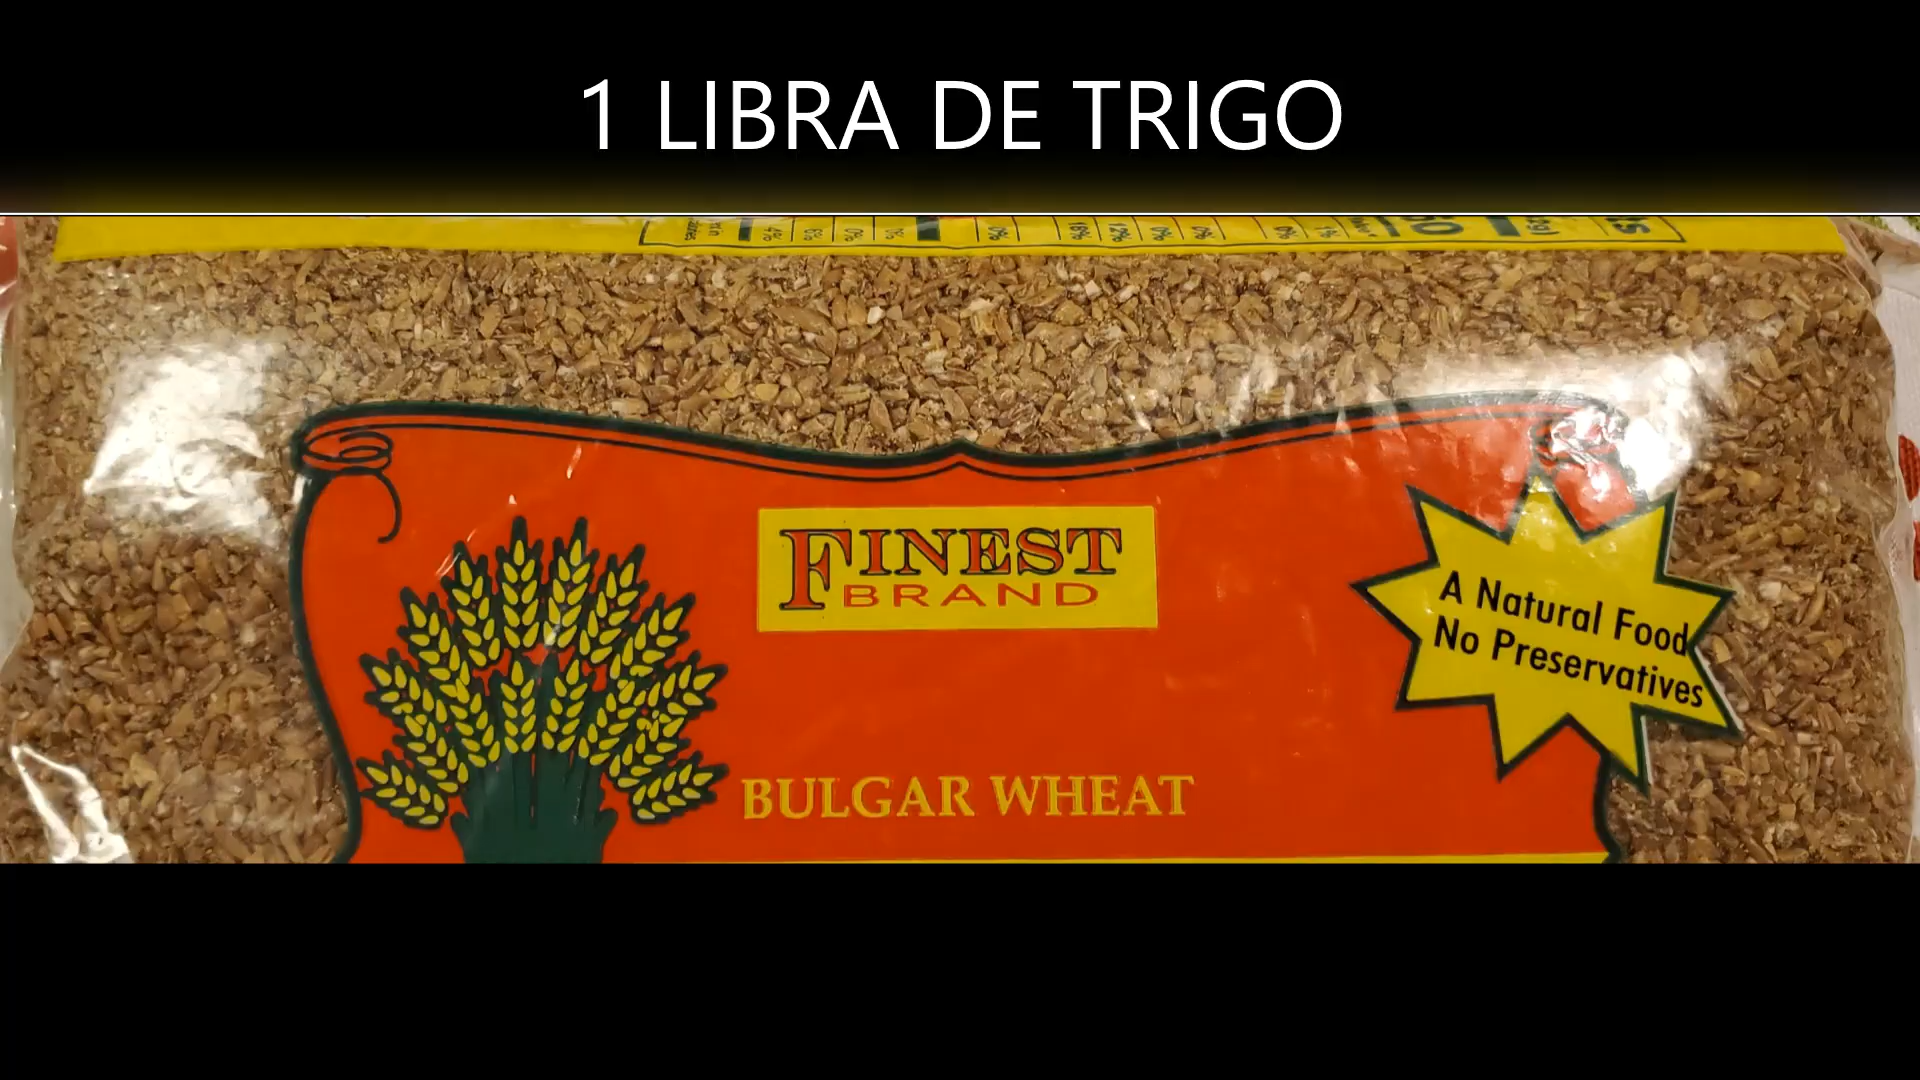 1 LIBRA DE TRIGO
FINEST
BRAND
A Natural Food
No Preservatives
BULGAR WHEAT